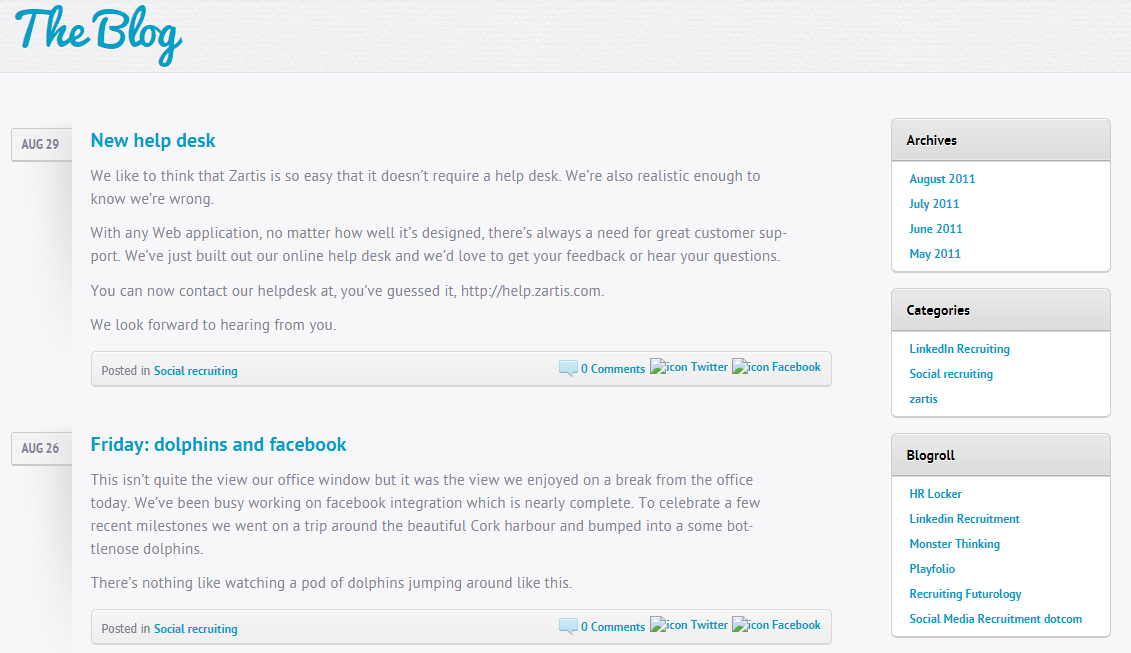 The Blog
AUG 29
New help desk
We like to think that Zartis is so easy that it doesn't require a help desk. We're also realistic enough to
know we're wrong.
With any Web application, no matter how well it's designed, there's always a need for great customer sup-
port. We've just built out our online help desk and we'd love to get your feedback or hear your questions.
You can now contact our helpdesk at, you've guessed it, http://help.zartis.com.
We look forward to hearing from you.
Posted in Social recruiting
0 Comments icon Twitter icon Facebook
AUG 26
Friday: dolphins and facebook
This isn't quite the view our office window but it was the view we enjoyed on a break from the office
today. We've been busy working on facebook integration which is nearly complete. To celebrate a few
recent milestones we went on a trip around the beautiful Cork harbour and bumped into a some bot-
tlenose dolphins.
There's nothing like watching a pod of dolphins jumping around like this.
Posted in Social recruiting
0 Comments icon Twitter icon Facebook
Archives
August 2011
July 2011
June 2011
May 2011
Categories
LinkedIn Recruiting
Social recruiting
zartis
Blogroll
HR Locker
Linkedin Recruitment
Monster Thinking
Playfolio
Recruiting Futurology
Social Media Recruitment dotcom